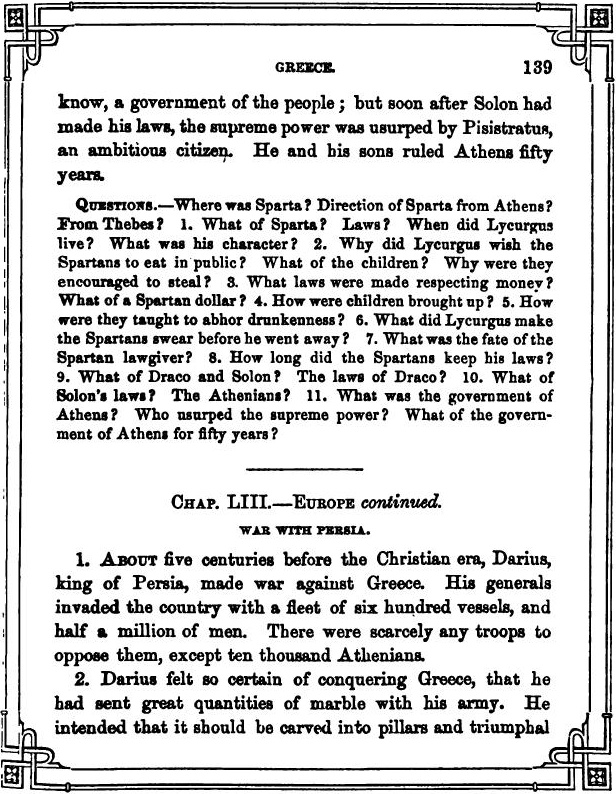 GREECE. 139
know, a government of the people; but soon after Solon had
made his laws, the supreme power was usurped by Pisistratus,
an ambitious citizen. He and his sons ruled Athens fifty
years.
QUESTIONS.—Where was Sparta? Direction of Sparta from Athens?
From Thebes? 1. What of Sparta? Laws? When did Lycurgus
live? What was his character? 2. Why did Lycurgus wish the
Spartans to eat in public? What of the children? Why were they
encouraged to steal? 3. What laws were made respecting money?
What of a Spartan dollar? 4. How were children brought up? 5. How
were they taught to abhor drunkenness? 6. What did Lycurgus make
the Spartans swear before he went away? 7. What was the fate of the
Spartan lawgiver? 8. How long did the Spartans keep his laws?
9. What of Draco and Solon? The laws of Draco? 10. What of
Solon's laws? The Athenians? 11. What was the government of
Athens? Who usurped the supreme power? What of the govern-
ment of Athens for fifty years?
CHAP. LIII.—EUROPE continued.
WAR WITH PERSIA.
1. ABOUT five centuries before the Christian era, Darius,
king of Persia, made war against Greece. His generals
invaded the country with a fleet of six hundred vessels, and
half a million of men. There were scarcely any troops to
oppose them, except ten thousand Athenians.
2. Darius felt so certain of conquering Greece, that he
had sent great quantities of marble with his army. He
intended that it should be carved into pillars and triumphal